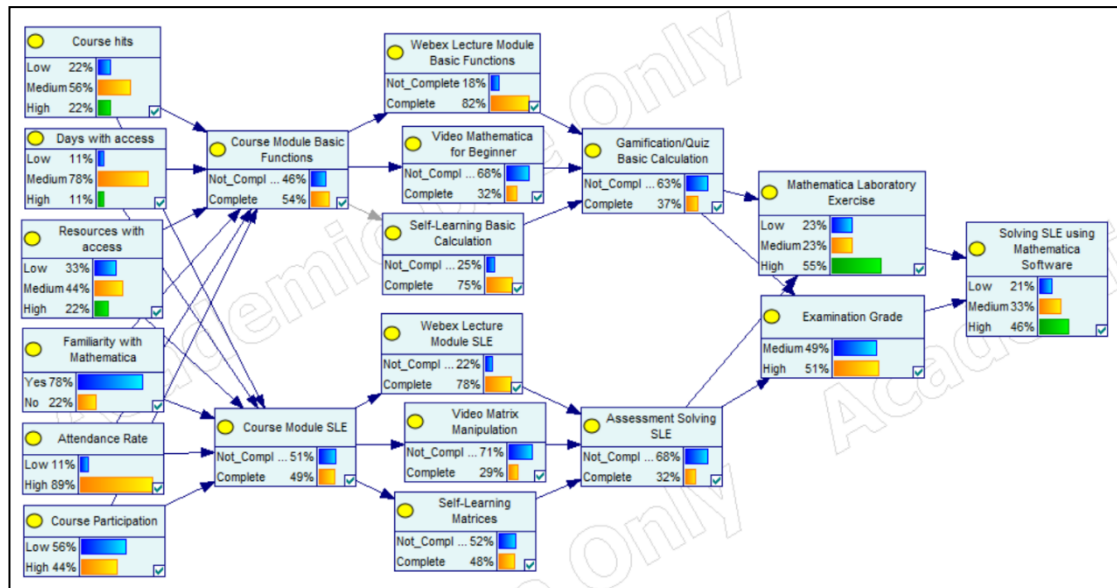 Course hits
Low 22%
Medium 56%
High 22%
Days with access
Low 11%
Medium 78%
High 11%
Resources with
access
Low 33%
Medium 44%
High 22%
Familiarity with
Mathematica
Yes 78%
No 22%
Attendance Rate
Low 11%
High 89%
Course Participation
Low 56%
High 44%
Course Module Basic
Functions
Not_Compl ... 46%
Complete 54%
Course Module SLE
Not_Compl ... 51%
Complete 49%
Webex Lecture Module
Basic Functions
Not_Complete 18%
Complete 82%
Video Mathematica
for Beginner
Not_Compl ... 68%
Complete 32%
Self-Learning Basic
Calculation
Not_Compl ... 25%
Complete 75%
Webex Lecture
Module SLE
Not_Compl ... 22%
Complete 78%
Video Matrix
Manipulation
Not_Compl ... 71%
Complete 29%
Self-Learning
Matrices
Not_Compl ... 52%
Complete 48%
Gamification/Quiz
Basic Calculation
Not_Compl ... 63%
Complete 37%
Assessment Solving
SLE
Not_Compl ... 68%
Complete 32%
Mathematica Laboratory
Exercise
Low 23%
Medium 23%
High 55%
Examination Grade
Medium 49%
High 51%
Solving SLE using
Mathematica
Software
Low 21%
Medium 33%
High 46%